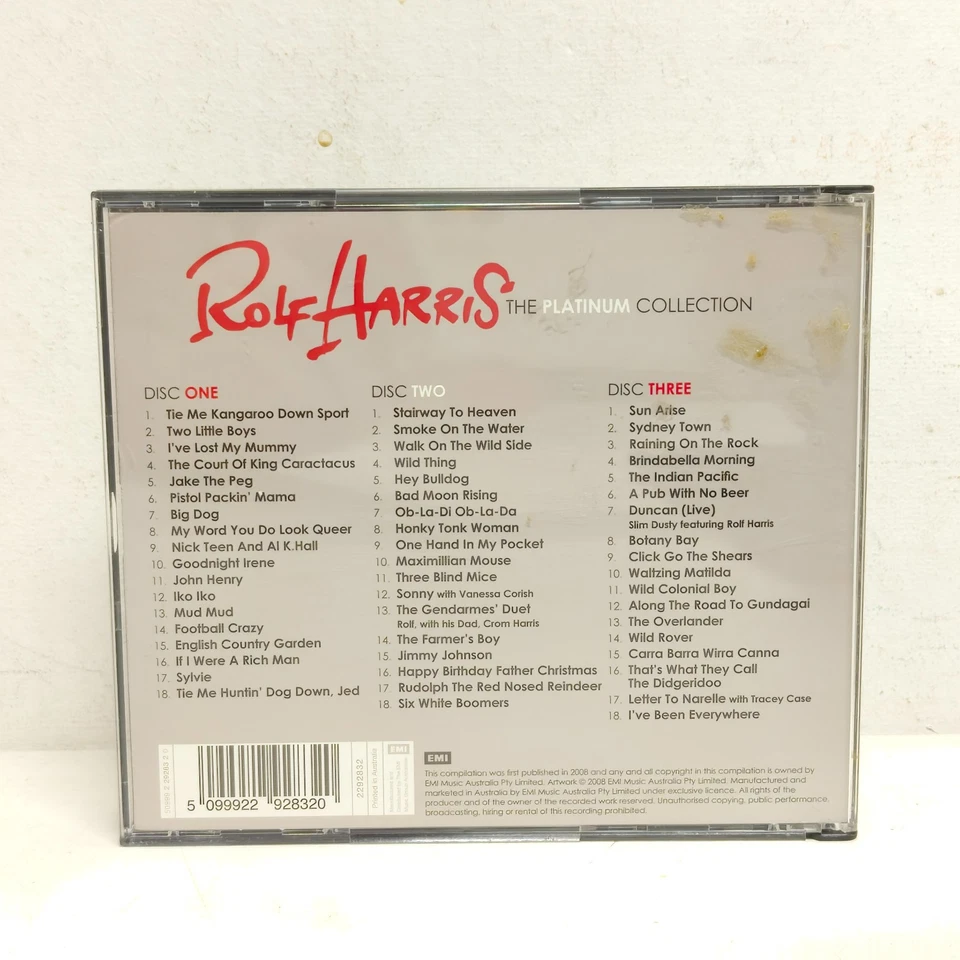 ROLF HARRIS THE PLATINUM COLLECTION
DISC ONE
1. Tie Me Kangaroo Down Sport
2. Two Little Boys
3. I've Lost My Mummy
4. The Court Of King Caractacus
5. Jake The Peg
6. Pistol Packin' Mama
7. Big Dog
8. My Word You Do Look Queer
9. Nick Teen And Al K.Hall
10. Goodnight Irene
11. John Henry
12. Iko Iko
13. Mud Mud
14. Football Crazy
15. English Country Garden
16. If I Were A Rich Man
17. Sylvie
18. Tie Me Huntin' Dog Down, Jed
DISC TWO
1. Stairway To Heaven
2. Smoke On The Water
3. Walk On The Wild Side
4. Wild Thing
5. Hey Bulldog
6. Bad Moon Rising
7. Ob-La-Di Ob-La-Da
8. Honky Tonk Woman
9. One Hand In My Pocket
10. Maximillian Mouse
11. Three Blind Mice
12. Sonny with Vanessa Corish
13. The Gendarmes' Duet
Rolf, with his Dad, Crom Harris
14. The Farmer's Boy
15. Jimmy Johnson
16. Happy Birthday Father Christmas
17. Rudolph The Red Nosed Reindeer
18. Six White Boomers
DISC THREE
1. Sun Arise
2. Sydney Town
3. Raining On The Rock
4. Brindabella Morning
5. The Indian Pacific
6. A Pub With No Beer
7. Duncan (Live)
Slim Dusty featuring Rolf Harris
8. Botany Bay
9. Click Go The Shears
10. Waltzing Matilda
11. Wild Colonial Boy
12. Along The Road To Gundagai
13. The Overlander
14. Wild Rover
15. Carra Barra Wirra Canna
16. That's What They Call
The Didgeridoo
17. Letter To Narelle with Tracey Case
18. I've Been Everywhere
5 099922 928320
2292832
Printed in Australia
EMI
EMI
This compilation was first published in 2008 and any and all copyright in this compilation is owned by
EMI Music Australia Pty Limited. Artwork © 2008 EMI Music Australia Pty Limited. Manufactured and
marketed in Australia by EMI Music Australia Pty Limited under exclusive licence. All rights of the
producer and of the owner of the recorded work reserved. Unauthorised copying, public performance,
broadcasting, hiring or rental of this recording prohibited.